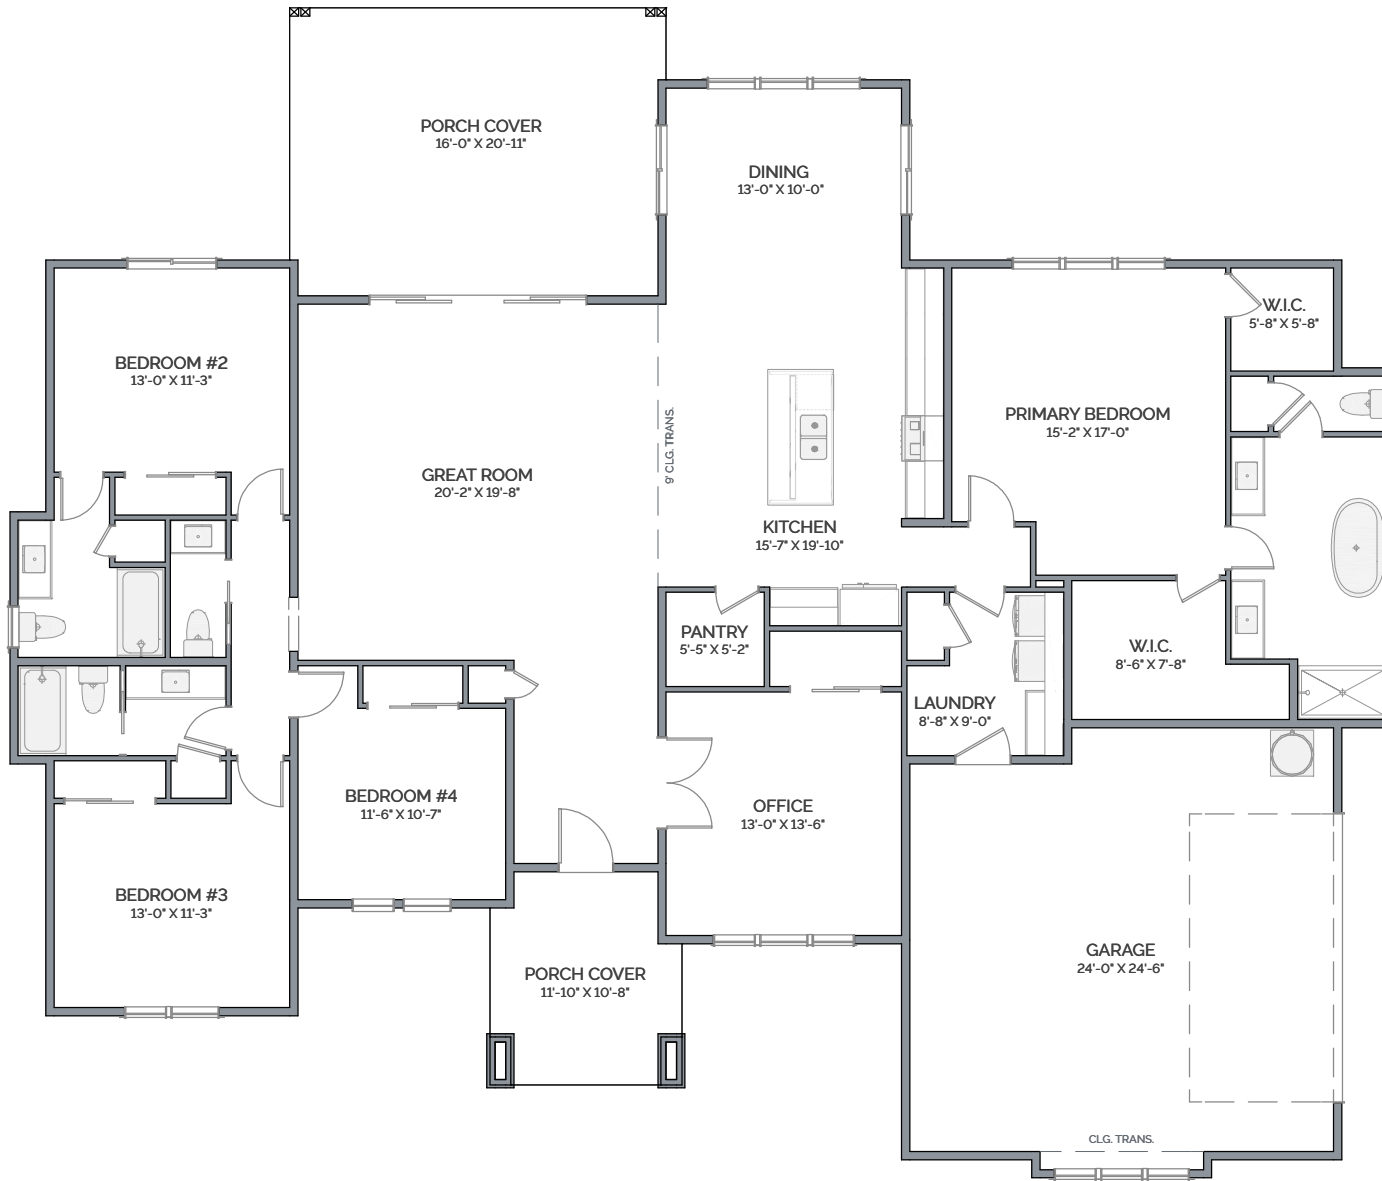 PORCH COVER
16'-0" X 20'-11"
DINING
13'-0" X 10'-0"
W.I.C.
5'-8" X 5'-8"
BEDROOM #2
13'-0" X 11'-3"
PRIMARY BEDROOM
15'-2" X 17'-0"
GREAT ROOM
20'-2" X 19'-8"
9' CLG. TRANS.
KITCHEN
15'-7" X 19'-10"
PANTRY
5'-5" X 5'-2"
W.I.C.
8'-6" X 7'-8"
LAUNDRY
8'-8" X 9'-0"
BEDROOM #4
11'-6" X 10'-7"
OFFICE
13'-0" X 13'-6"
BEDROOM #3
13'-0" X 11'-3"
GARAGE
24'-0" X 24'-6"
PORCH COVER
11'-10" X 10'-8"
CLG. TRANS.